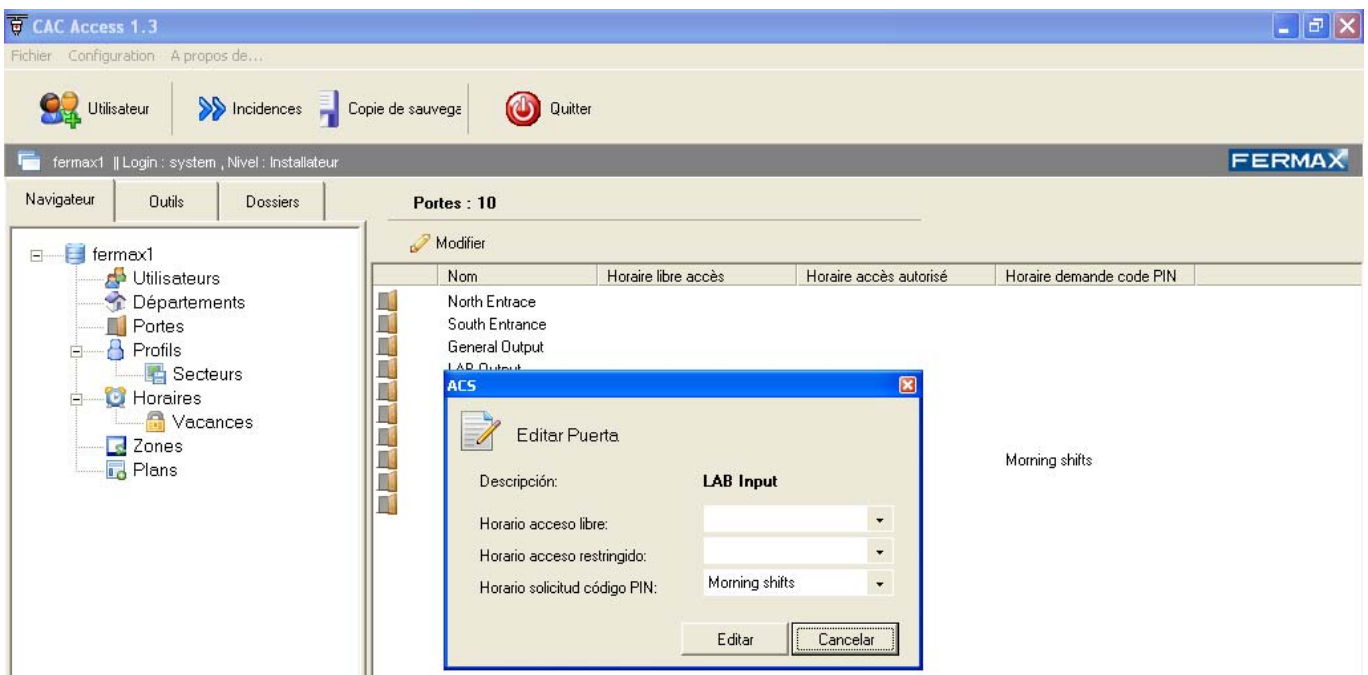 CAC Access 1.3
Fichier Configuration A propos de...
Utilisateur Incidences Copie de sauvega Quitter
fermax1 || Login : system , Nivel : Installateur FERMAX
Navigateur Outils Dossiers Portes : 10
Modifier
fermax1
Nom Horaire libre accès Horaire accès autorisé Horaire demande code PIN
Utilisateurs
North Entrace
Départements
South Entrance
Portes
General Output
Profils
LAB Output
Secteurs
ACS
Horaires
Vacances
Editar Puerta
Zones
Morning shifts
Plans
Descripción: LAB Input
Horario acceso libre:
Horario acceso restringido:
Horario solicitud código PIN: Morning shifts
Editar Cancelar